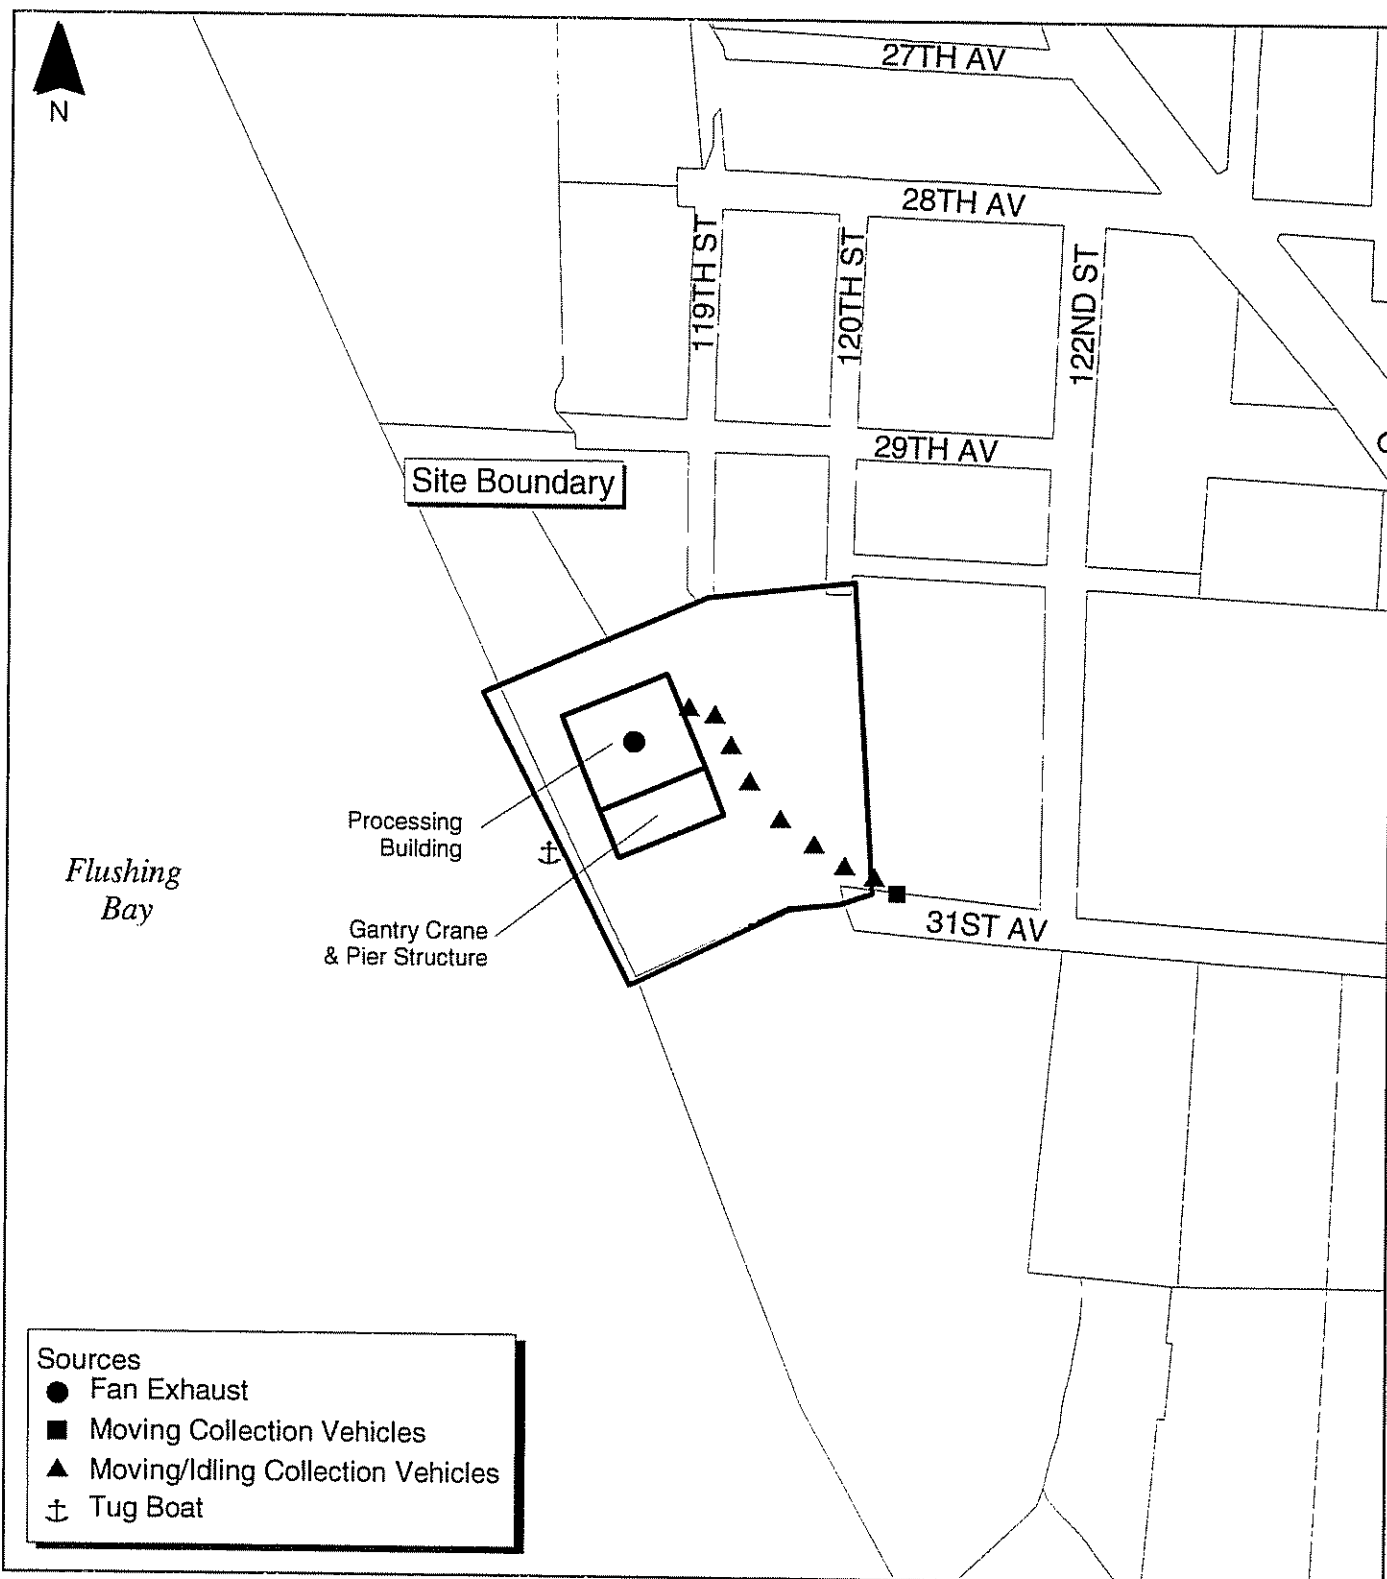 N
27TH AV
28TH AV
119TH ST
120TH ST
122ND ST
29TH AV
Site Boundary
Processing
Building
Flushing
Bay
Gantry Crane
& Pier Structure
31ST AV
Sources
Fan Exhaust
Moving Collection Vehicles
Moving/Idling Collection Vehicles
Tug Boat